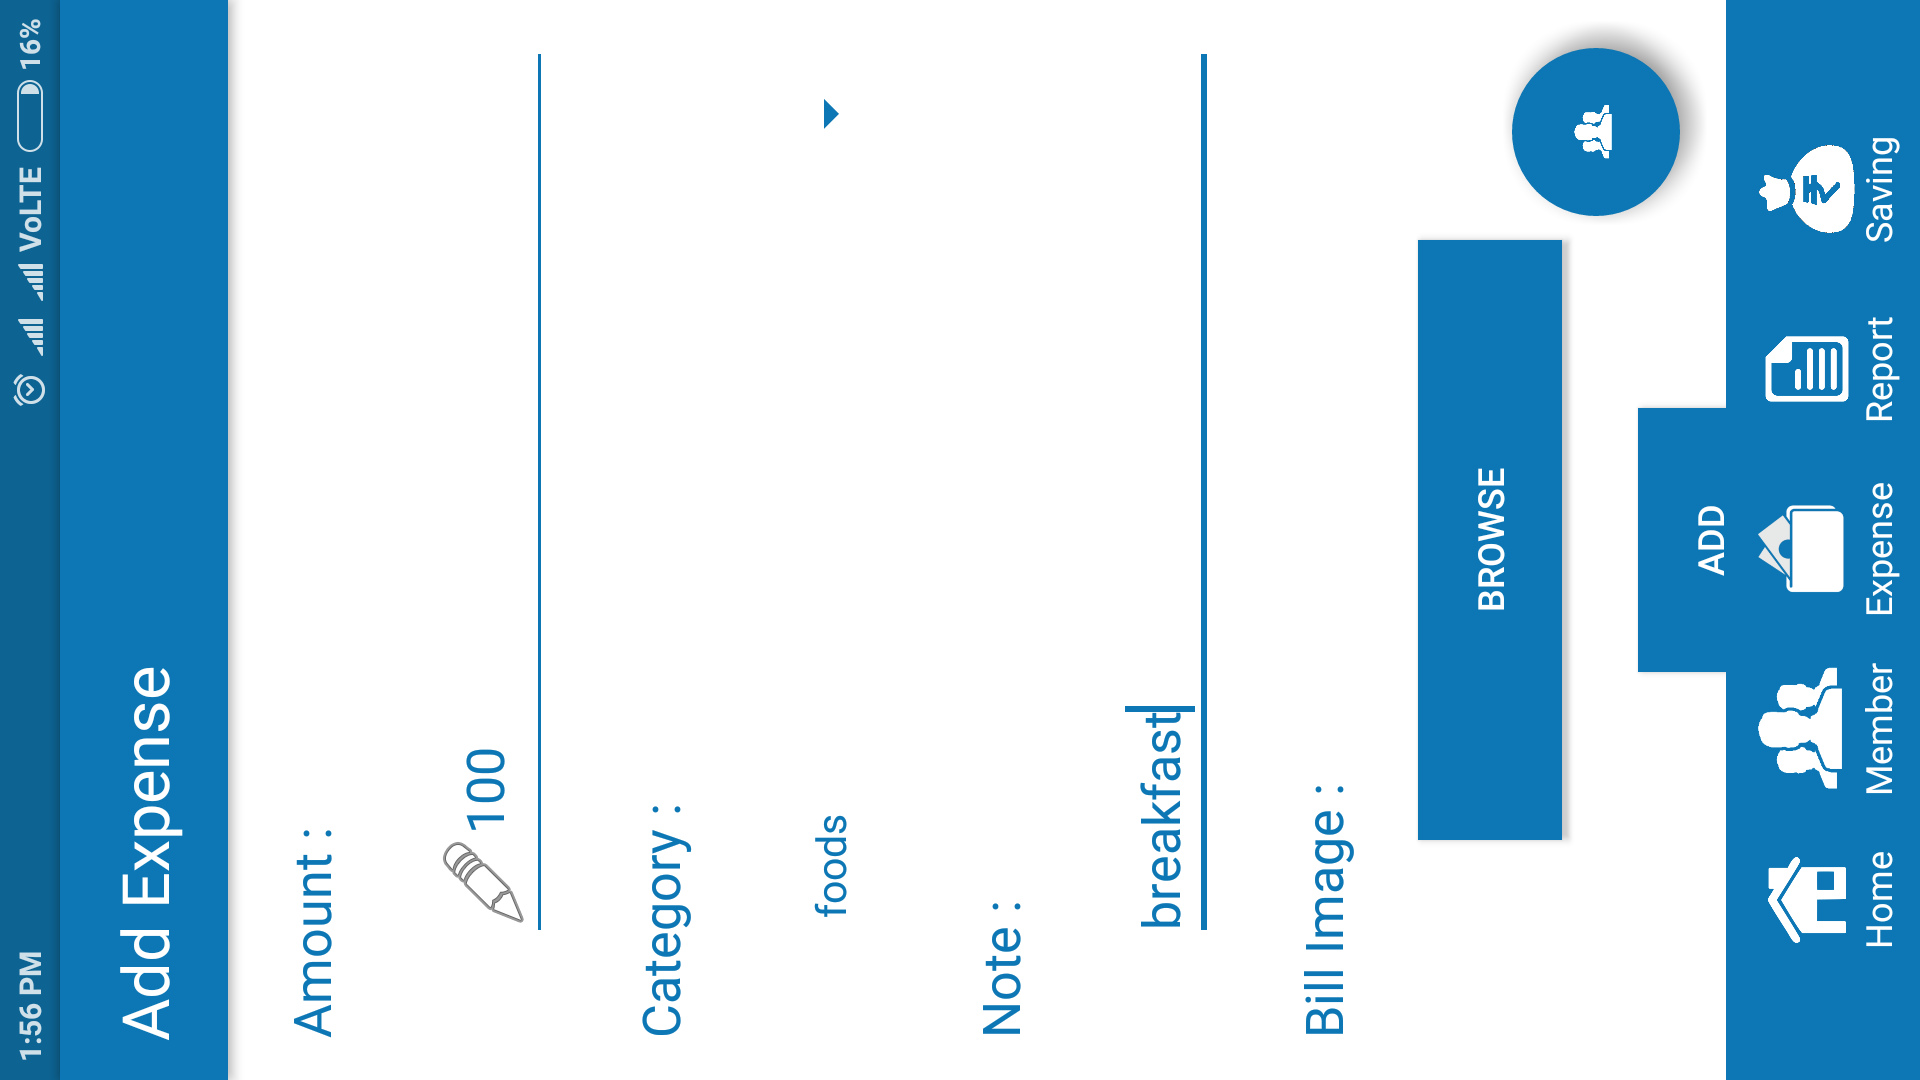 1:56 PM VoLTE 16%
Add Expense
Amount :
100
Category :
foods
Note :
breakfast
Bill Image :
BROWSE
ADD
Home Member Expense Report Saving